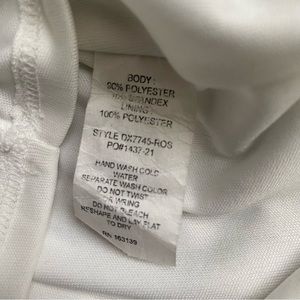 BODY:
90% POLYESTER
10% SPANDEX
LINING:
100% POLYESTER
STYLE DX7745-ROS
PO#1437-21
HAND WASH COLD
WATER
SEPARATE WASH COLOR
DO NOT TWIST
OR WRING
DO NOT BLEACH
RESHAPE AND LAY FLAT
TO DRY
RN 163139